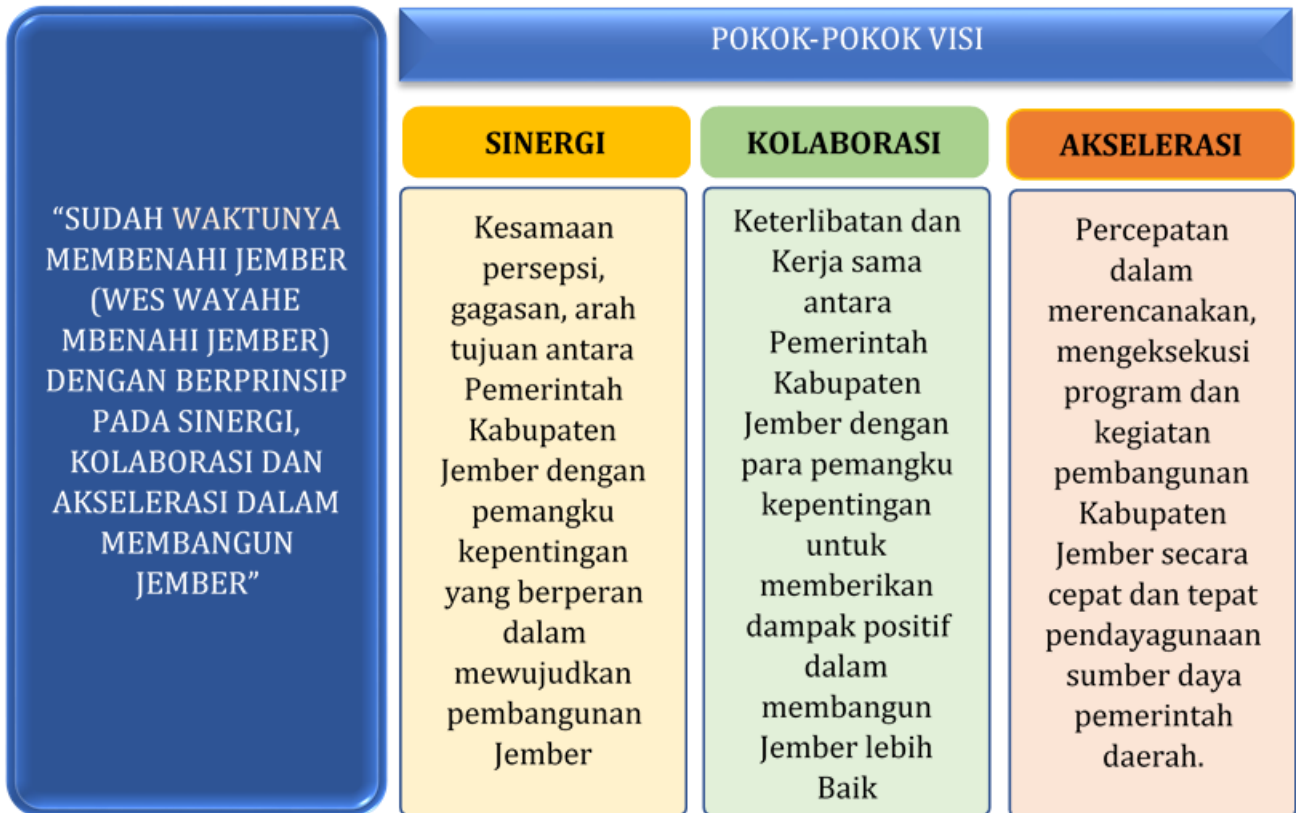 “SUDAH WAKTUNYA
MEMBENAHI JEMBER
(WES WAYAHE
MBENAHI JEMBER)
DENGAN BERPRINSIP
PADA SINERGI,
KOLABORASI DAN
AKSELERASI DALAM
MEMBANGUN
JEMBER”
POKOK-POKOK VISI
SINERGI
Kesamaan
persepsi,
gagasan, arah
tujuan antara
Pemerintah
Kabupaten
Jember dengan
pemangku
kepentingan
yang berperan
dalam
mewujudkan
pembangunan
Jember
KOLABORASI
Keterlibatan dan
Kerja sama
antara
Pemerintah
Kabupaten
Jember dengan
para pemangku
kepentingan
untuk
memberikan
dampak positif
dalam
membangun
Jember lebih
Baik
AKSELERASI
Percepatan
dalam
merencanakan,
mengeksekusi
program dan
kegiatan
pembangunan
Kabupaten
Jember secara
cepat dan tepat
pendayagunaan
sumber daya
pemerintah
daerah.